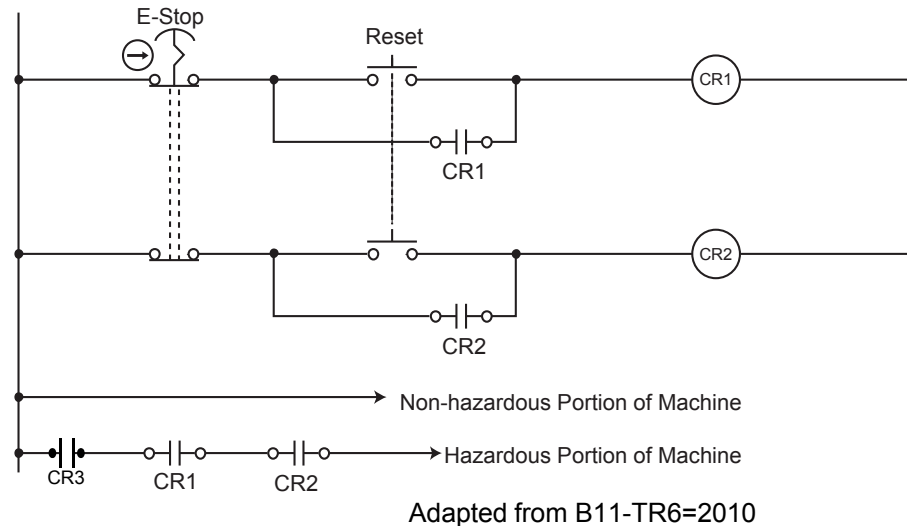 E-Stop
Reset
CR1
CR1
CR2
CR2
Non-hazardous Portion of Machine
Hazardous Portion of Machine
CR3
CR1
CR2
Adapted from B11-TR6=2010